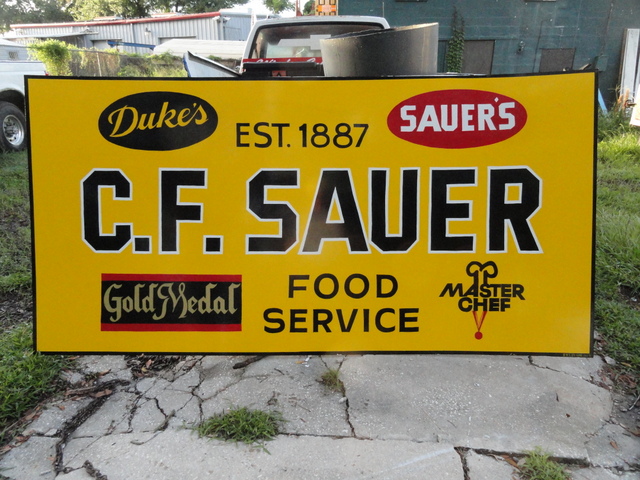 Duke's
EST. 1887
SAUER'S
C.F. SAUER
Gold Medal
FOOD
SERVICE
MASTER
CHEF